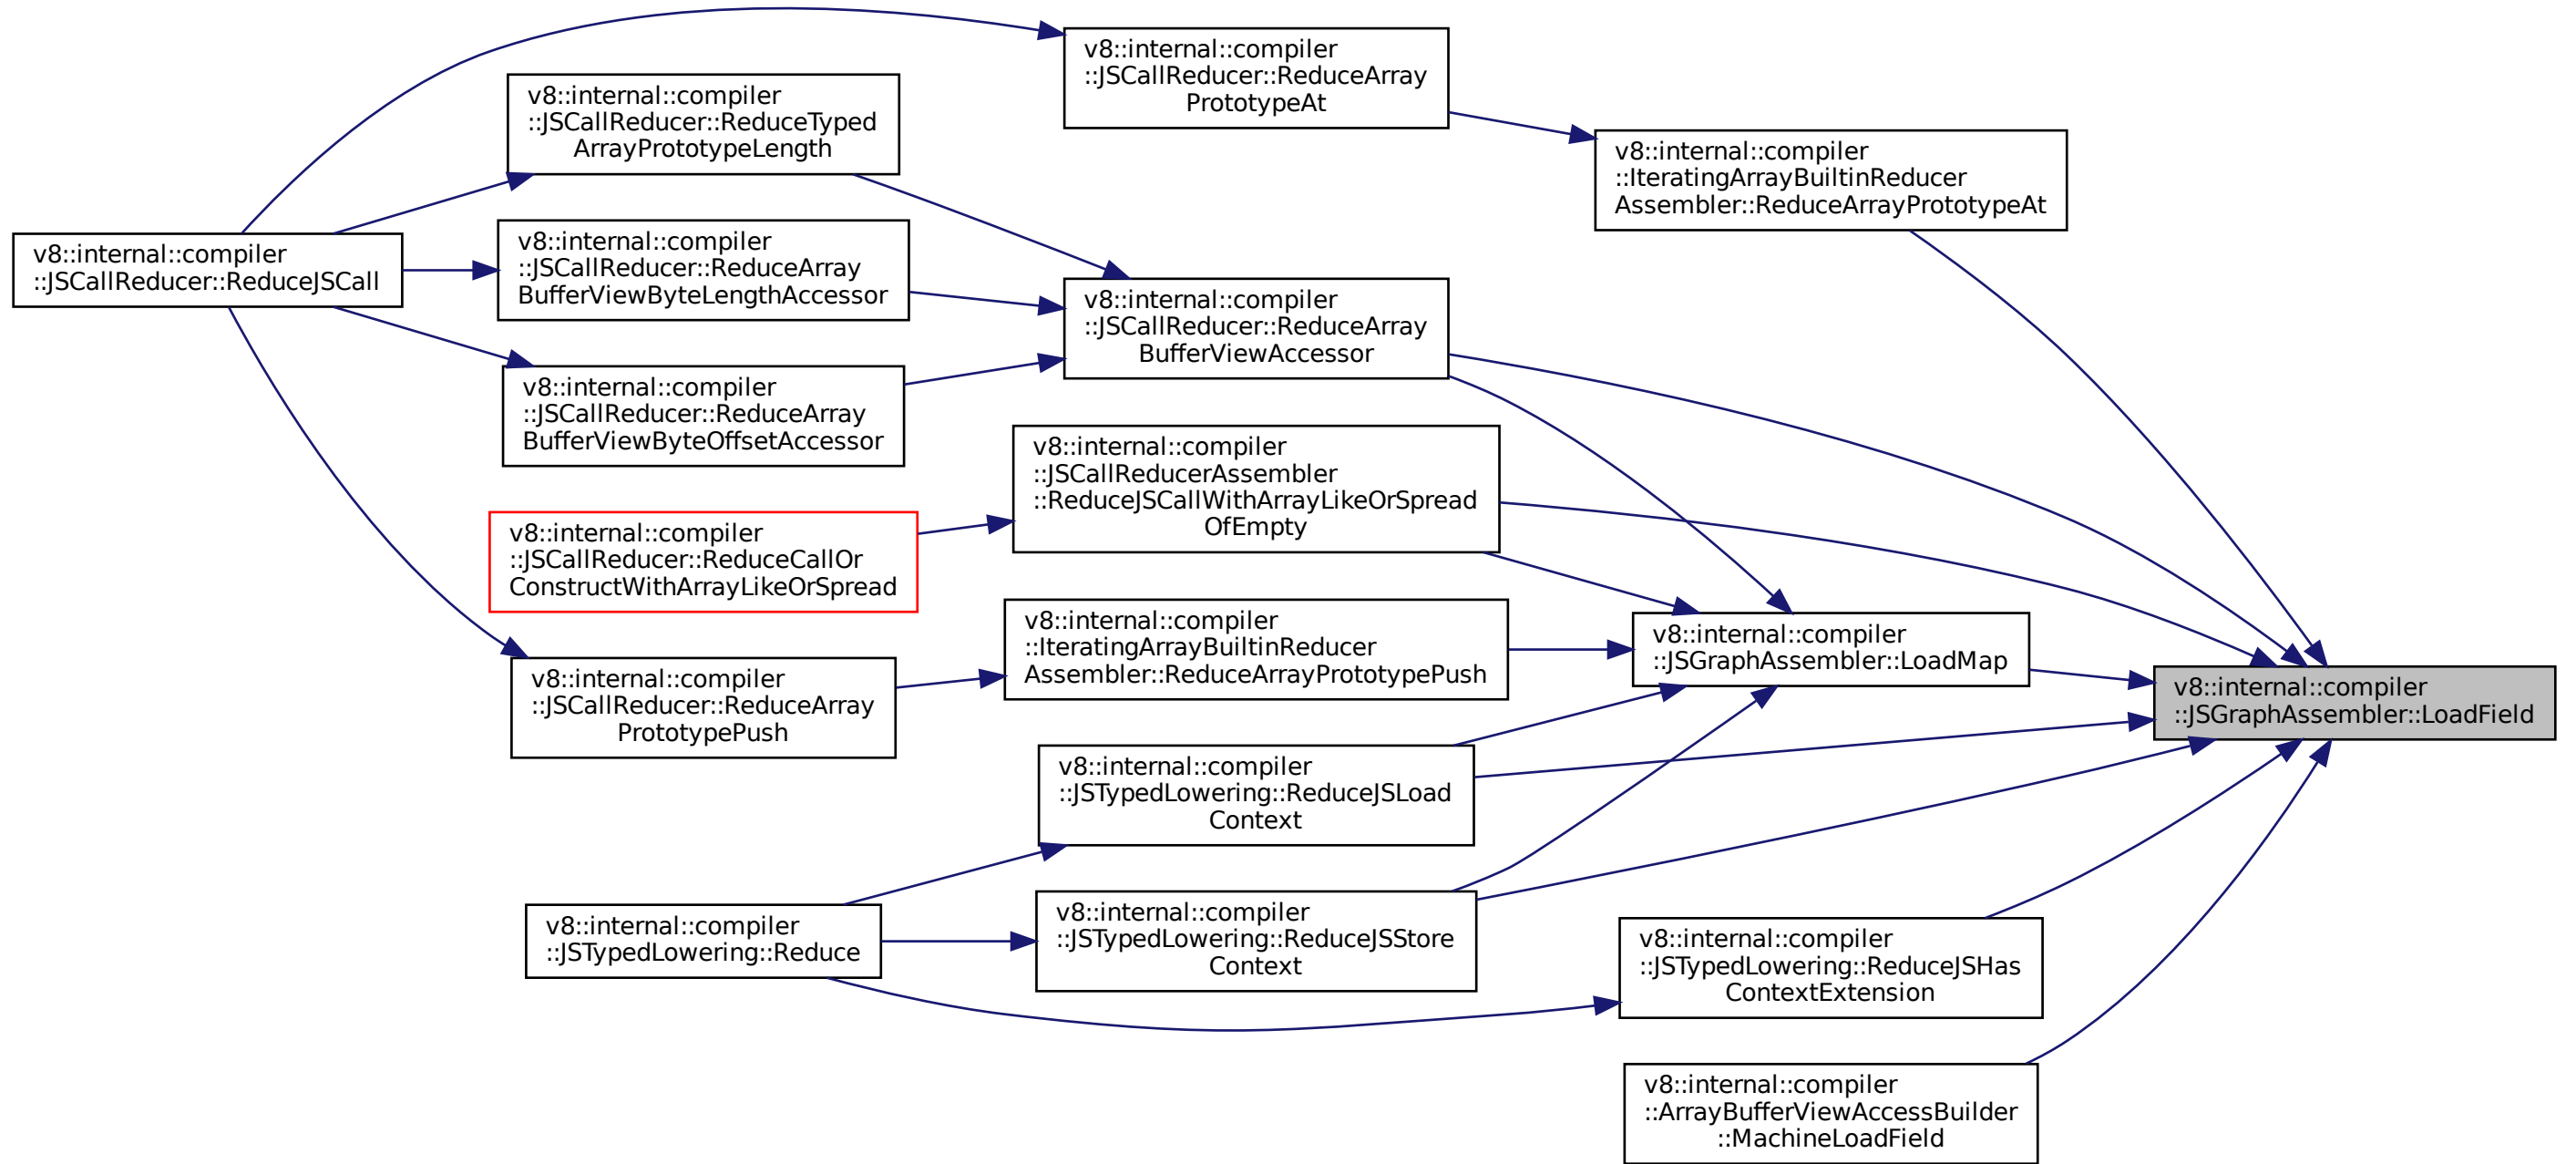 v8::internal::compiler
::JSCallReducer::ReduceArray
PrototypeAt
v8::internal::compiler
::JSCallReducer::ReduceTyped
ArrayPrototypeLength
v8::internal::compiler
::IteratingArrayBuiltinReducer
Assembler::ReduceArrayPrototypeAt
v8::internal::compiler
::JSCallReducer::ReduceJSCall
v8::internal::compiler
::JSCallReducer::ReduceArray
BufferViewByteLengthAccessor
v8::internal::compiler
::JSCallReducer::ReduceArray
BufferViewAccessor
v8::internal::compiler
::JSCallReducer::ReduceArray
BufferViewByteOffsetAccessor
v8::internal::compiler
::JSCallReducerAssembler
::ReduceJSCallWithArrayLikeOrSpread
OfEmpty
v8::internal::compiler
::JSCallReducer::ReduceCallOr
ConstructWithArrayLikeOrSpread
v8::internal::compiler
::IteratingArrayBuiltinReducer
Assembler::ReduceArrayPrototypePush
v8::internal::compiler
::JSGraphAssembler::LoadMap
v8::internal::compiler
::JSCallReducer::ReduceArray
PrototypePush
v8::internal::compiler
::JSGraphAssembler::LoadField
v8::internal::compiler
::JSTypedLowering::ReduceJSLoad
Context
v8::internal::compiler
::JSTypedLowering::Reduce
v8::internal::compiler
::JSTypedLowering::ReduceJSStore
Context
v8::internal::compiler
::JSTypedLowering::ReduceJSHas
ContextExtension
v8::internal::compiler
::ArrayBufferViewAccessBuilder
::MachineLoadField